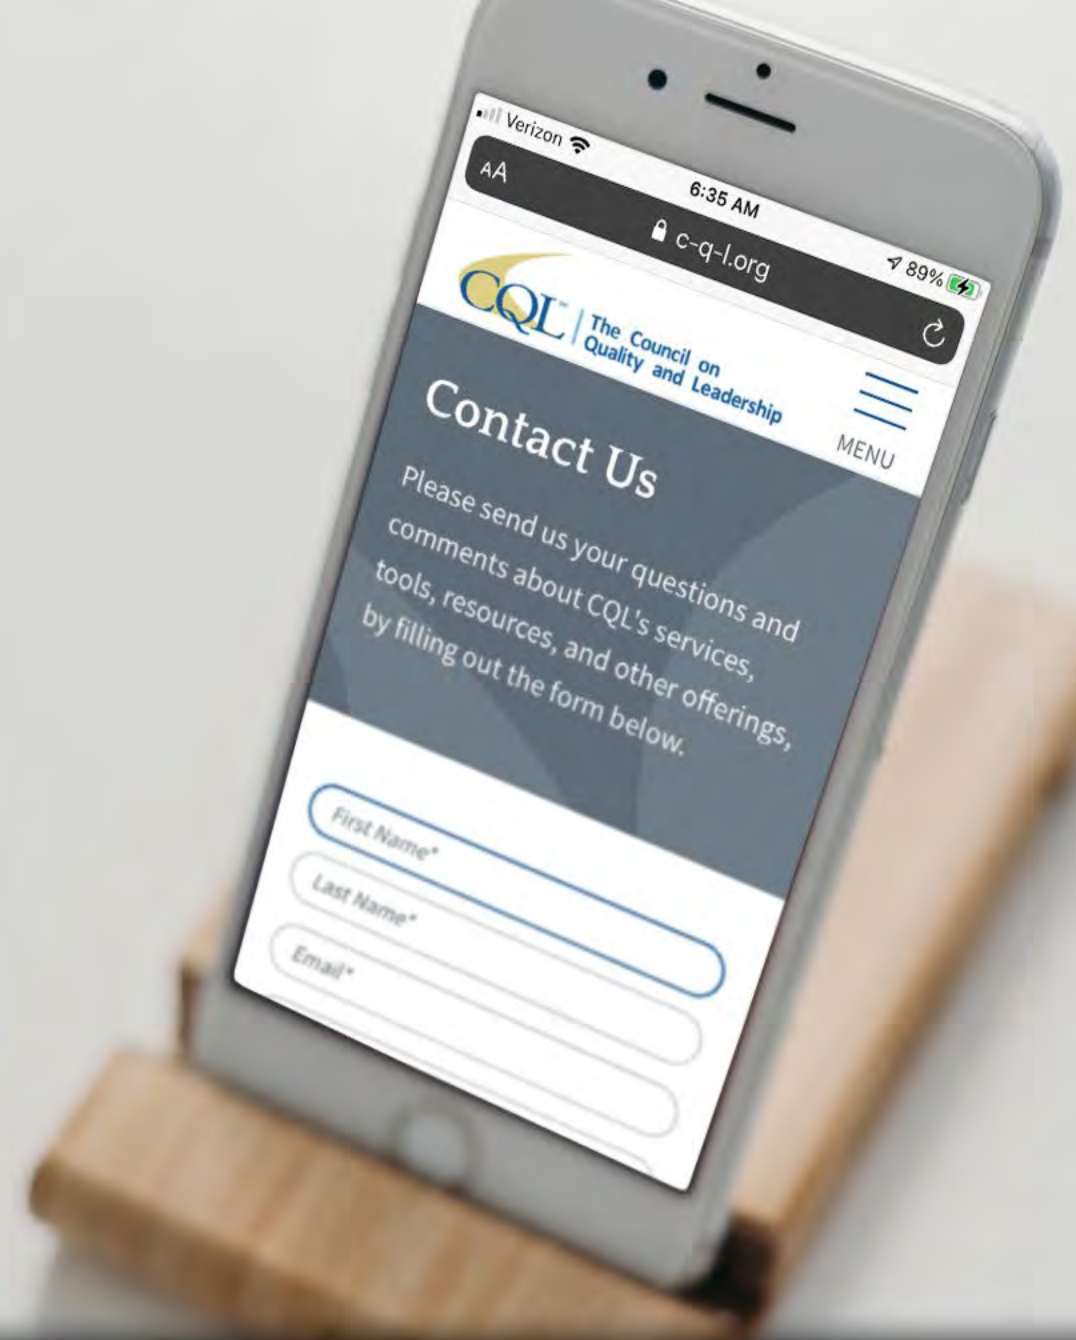 Verizon
6:35 AM
89%
AA
c-q-l.org
CQL™
The Council on
Quality and Leadership
MENU
Contact Us
Please send us your questions and
comments about CQL's services,
tools, resources, and other offerings,
by filling out the form below.
First Name*
Last Name*
Email*